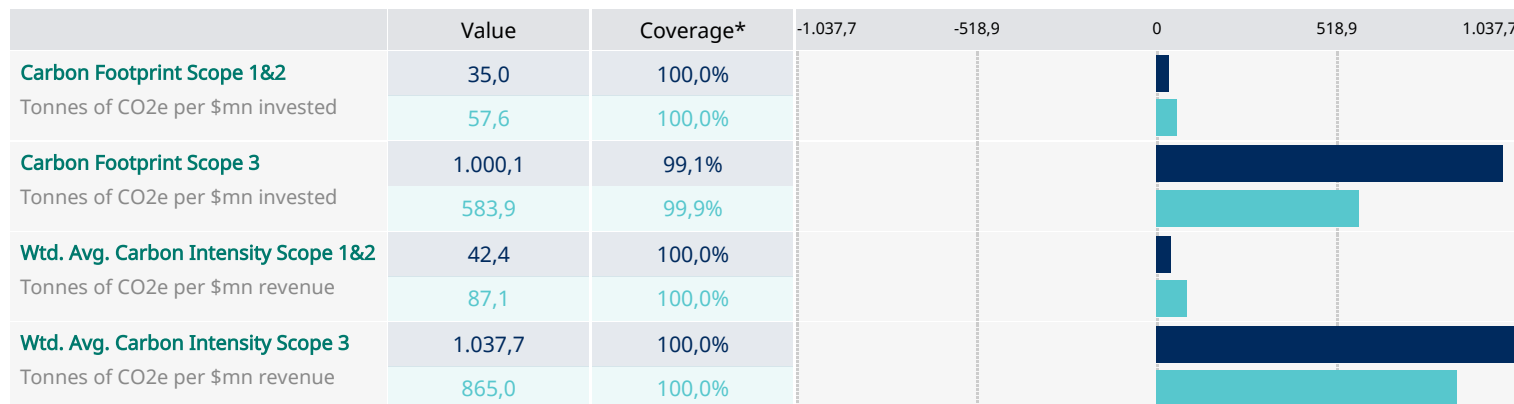 Value Coverage* -1.037,7 -518,9 0 518,9 1.037,7
Carbon Footprint Scope 1&2 35,0 100,0%
Tonnes of CO2e per $mn invested 57,6 100,0%
Carbon Footprint Scope 3 1.000,1 99,1%
Tonnes of CO2e per $mn invested 583,9 99,9%
Wtd. Avg. Carbon Intensity Scope 1&2 42,4 100,0%
Tonnes of CO2e per $mn revenue 87,1 100,0%
Wtd. Avg. Carbon Intensity Scope 3 1.037,7 100,0%
Tonnes of CO2e per $mn revenue 865,0 100,0%